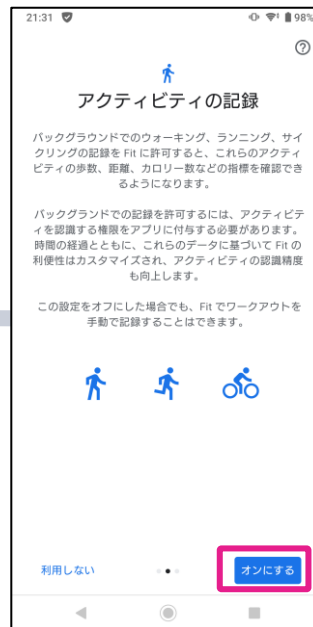 21:31 98%
アクティビティの記録
バックグラウンドでのウォーキング、ランニング、サイ
クリングの記録を Fit に許可すると、これらのアクティ
ビティの歩数、距離、カロリー数などの指標を確認でき
るようになります。
バックグランドでの記録を許可するには、アクティビテ
ィを認識する権限をアプリに付与する必要があります。
時間の経過とともに、これらのデータに基づいて Fit の
利便性はカスタマイズされ、アクティビティの認識精度
も向上します。
この設定をオフにした場合でも、Fit でワークアウトを
手動で記録することはできます。
利用しない オンにする